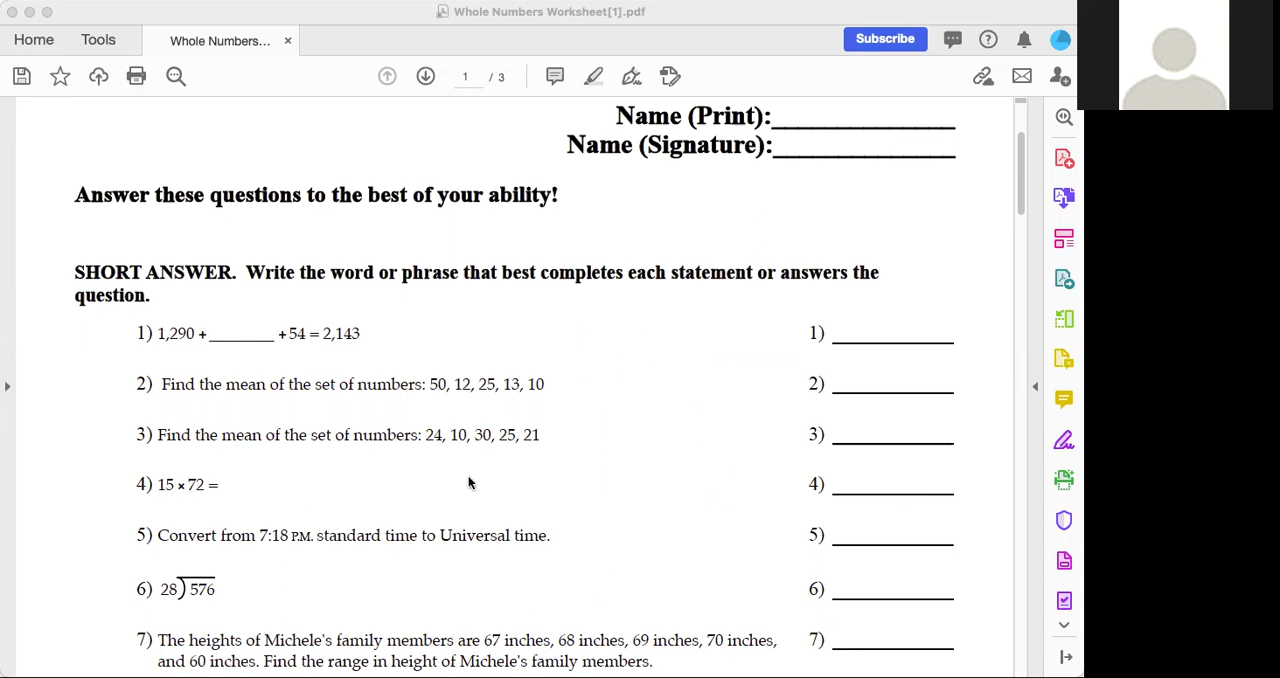 Whole Numbers Worksheet[1].pdf
Home Tools Whole Numbers... × Subscribe
1 / 3
Name (Print):_______________
Name (Signature):_______________
Answer these questions to the best of your ability!
SHORT ANSWER. Write the word or phrase that best completes each statement or answers the
question.
1) 1,290 + ________ + 54 = 2,143 1) ____________
2) Find the mean of the set of numbers: 50, 12, 25, 13, 10 2) ____________
3) Find the mean of the set of numbers: 24, 10, 30, 25, 21 3) ____________
4) 15 × 72 = 4) ____________
5) Convert from 7:18 P.M. standard time to Universal time. 5) ____________
6) 28)576 6) ____________
7) The heights of Michele's family members are 67 inches, 68 inches, 69 inches, 70 inches, 7) ____________
and 60 inches. Find the range in height of Michele's family members.